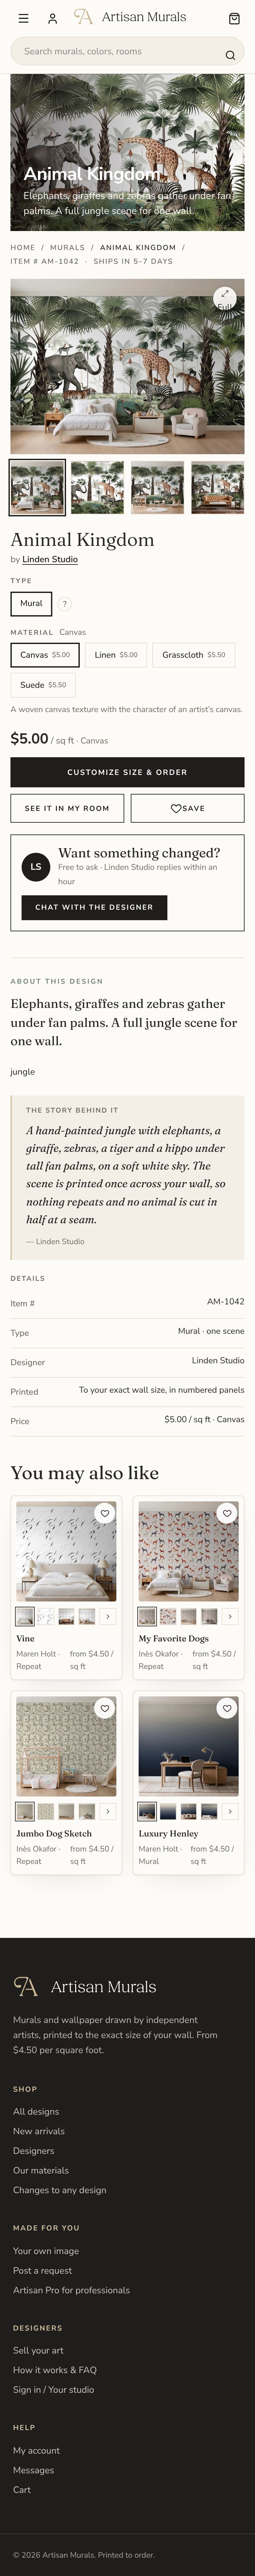 Artisan Murals
Search murals, colors, rooms
Animal Kingdom
Elephants, giraffes and zebras gather under fan
palms. A full jungle scene for one wall.
HOME / MURALS / ANIMAL KINGDOM /
ITEM # AM-1042 · SHIPS IN 5–7 DAYS
Full
Animal Kingdom
by Linden Studio
TYPE
Mural ?
MATERIAL Canvas
Canvas $5.00 Linen $5.00 Grasscloth $5.50
Suede $5.50
A woven canvas texture with the character of an artist's canvas.
$5.00 / sq ft · Canvas
CUSTOMIZE SIZE & ORDER
SEE IT IN MY ROOM SAVE
LS
Want something changed?
Free to ask · Linden Studio replies within an
hour
CHAT WITH THE DESIGNER
ABOUT THIS DESIGN
Elephants, giraffes and zebras gather
under fan palms. A full jungle scene for
one wall.
jungle
THE STORY BEHIND IT
A hand-painted jungle with elephants, a
giraffe, zebras, a tiger and a hippo under
tall fan palms, on a soft white sky. The
scene is printed once across your wall, so
nothing repeats and no animal is cut in
half at a seam.
— Linden Studio
DETAILS
Item # AM-1042
Type Mural · one scene
Designer Linden Studio
Printed To your exact wall size, in numbered panels
Price $5.00 / sq ft · Canvas
You may also like
Vine
Maren Holt · Repeat from $4.50 / sq ft
My Favorite Dogs
Inès Okafor · Repeat from $4.50 / sq ft
Jumbo Dog Sketch
Inès Okafor · Repeat from $4.50 / sq ft
Luxury Henley
Maren Holt · Mural from $4.50 / sq ft
Artisan Murals
Murals and wallpaper drawn by independent
artists, printed to the exact size of your wall. From
$4.50 per square foot.
SHOP
All designs
New arrivals
Designers
Our materials
Changes to any design
MADE FOR YOU
Your own image
Post a request
Artisan Pro for professionals
DESIGNERS
Sell your art
How it works & FAQ
Sign in / Your studio
HELP
My account
Messages
Cart
© 2026 Artisan Murals. Printed to order.